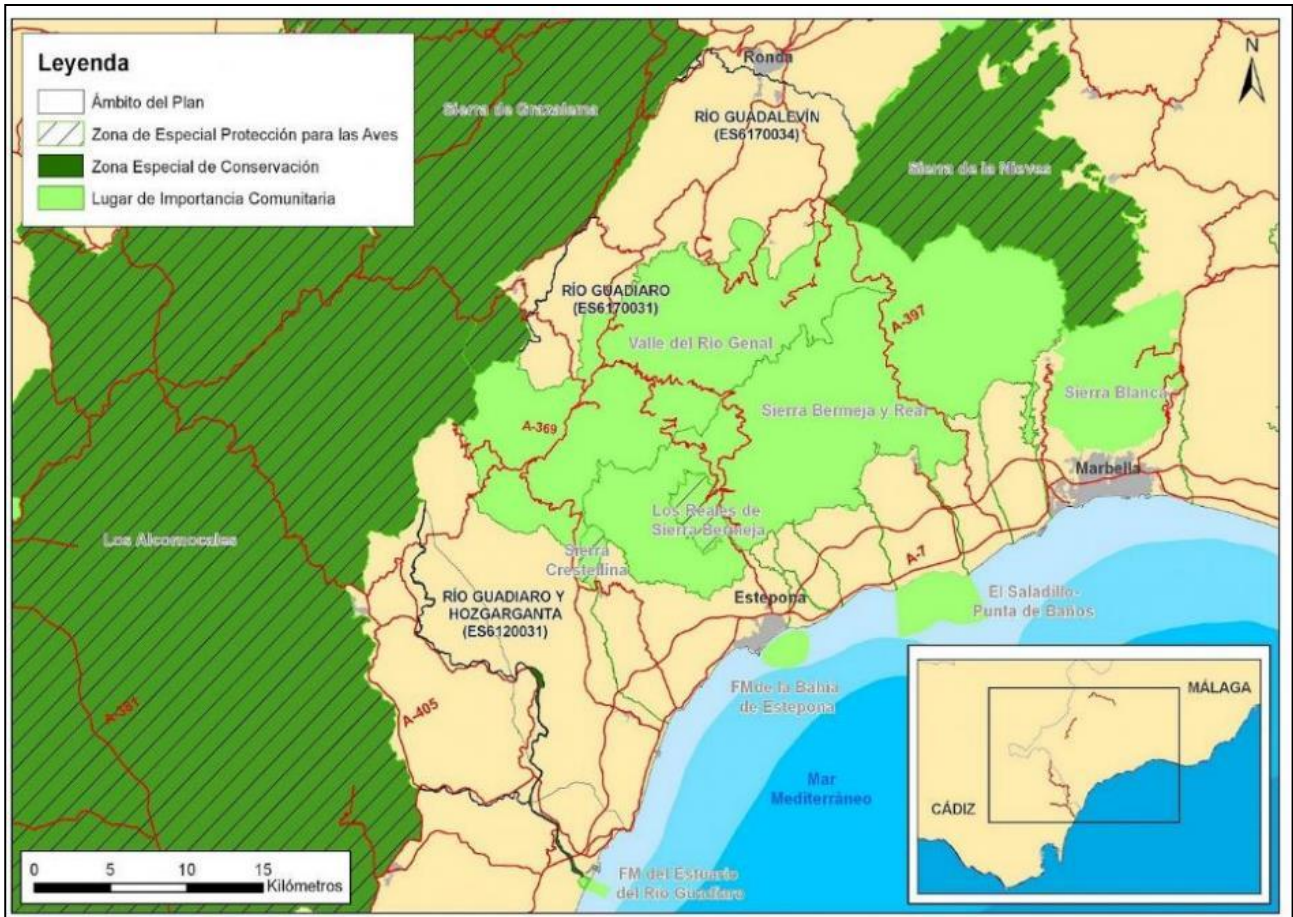 Leyenda
Ámbito del Plan
Zona de Especial Protección para las Aves
Zona Especial de Conservación
Lugar de Importancia Comunitaria
N
Ronda
Sierra de Grazalema
RÍO GUADALEVÍN
(ES6170034)
Sierra de la Nieves
RÍO GUADIARO
(ES6170031)
A-397
Valle del Río Genal
Sierra Blanca
Sierra Bermeja y Real
A-369
Marbella
Los Reales de
Sierra Bermeja
Los Alcornocales
Sierra
Crestellina
A-7
RÍO GUADIARO Y
HOZGARGANTA
(ES6120031)
Estepona
El Saladillo-
Punta de Baños
FM de la Bahia
de Estepona
A-381
A-405
Mar
Mediterráneo
MÁLAGA
CÁDIZ
0 5 10 15
Kilómetros
FM del Estuario
del Río Guadiaro